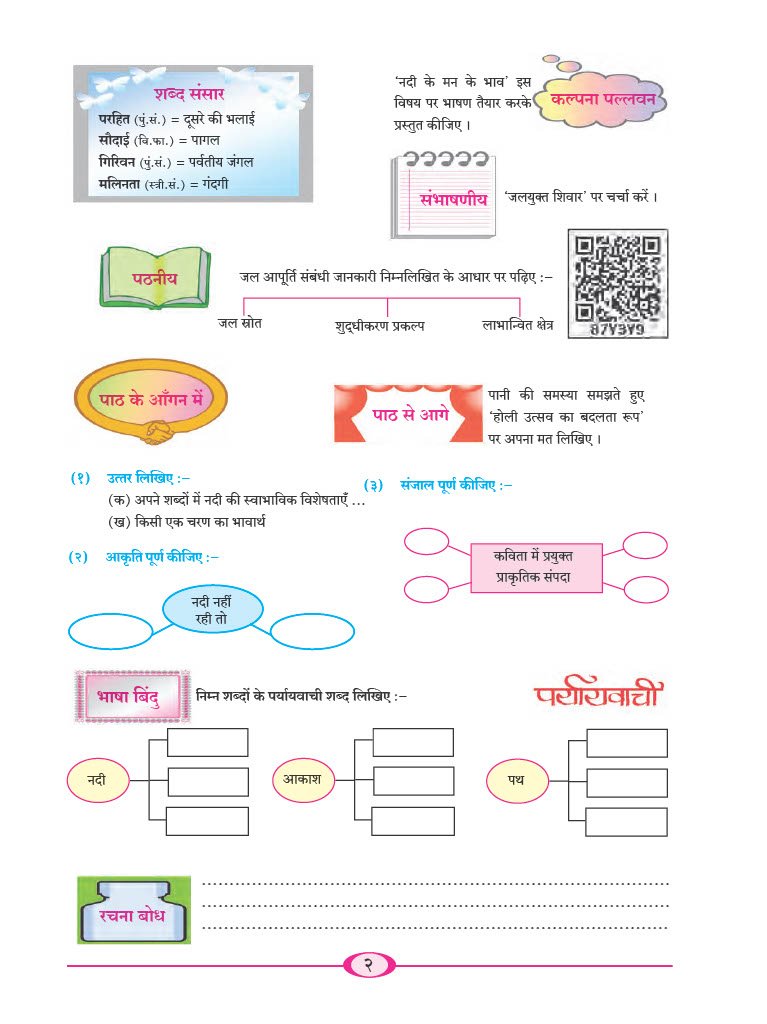 शब्द संसार
परहित (पुं.सं.) = दूसरे की भलाई
सौदाई (वि.फा.) = पागल
गिरिवन (पुं.सं.) = पर्वतीय जंगल
मलिनता (स्त्री.सं.) = गंदगी
‘नदी के मन के भाव’ इस
विषय पर भाषण तैयार करके
प्रस्तुत कीजिए ।
कल्पना पल्लवन
संभाषणीय
‘जलयुक्त शिवार’ पर चर्चा करें ।
पठनीय
जल आपूर्ति संबंधी जानकारी निम्नलिखित के आधार पर पढ़िए :–
जल स्रोत
शुद्धीकरण प्रकल्प
लाभान्वित क्षेत्र
87Y3Y9
पाठ के आँगन में
पाठ से आगे
पानी की समस्या समझते हुए
‘होली उत्सव का बदलता रूप’
पर अपना मत लिखिए ।
(१) उत्तर लिखिए :–
(क) अपने शब्दों में नदी की स्वाभाविक विशेषताएँ ...
(ख) किसी एक चरण का भावार्थ
(२) आकृति पूर्ण कीजिए :–
नदी नहीं
रही तो
(३) संजाल पूर्ण कीजिए :–
कविता में प्रयुक्त
प्राकृतिक संपदा
भाषा बिंदु
निम्न शब्दों के पर्यायवाची शब्द लिखिए :–
पर्यायवाची
नदी
आकाश
पथ
रचना बोध
२